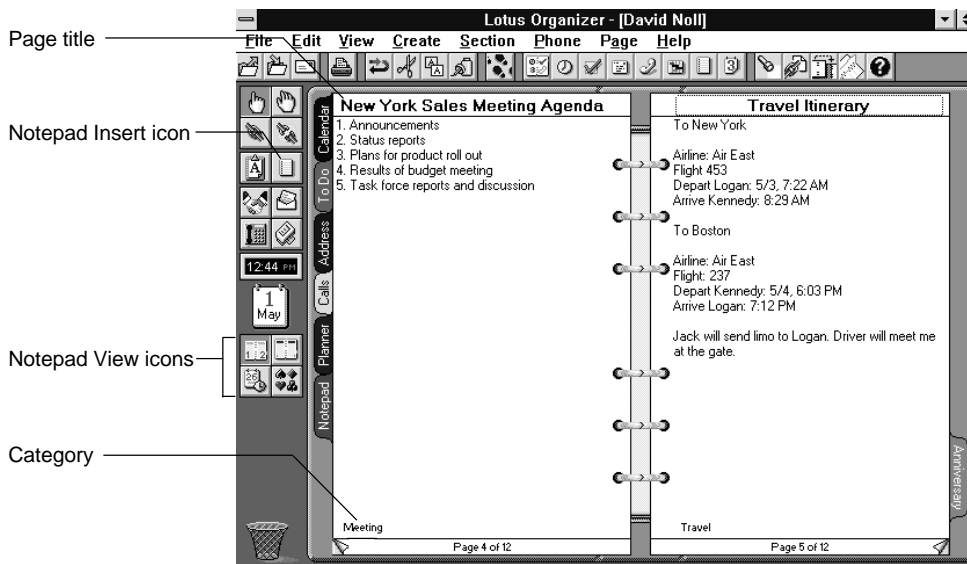 Lotus Organizer - [David Noll]
File Edit View Create Section Phone Page Help
Page title
Notepad Insert icon
Notepad View icons
Category
12:44 PM
1
May
1 2
26
3
A
Calendar
To Do
Address
Calls
Planner
Notepad
New York Sales Meeting Agenda
1. Announcements
2. Status reports
3. Plans for product roll out
4. Results of budget meeting
5. Task force reports and discussion
Meeting
Page 4 of 12
Travel Itinerary
To New York
Airline: Air East
Flight 453
Depart Logan: 5/3, 7:22 AM
Arrive Kennedy: 8:29 AM
To Boston
Airline: Air East
Flight: 237
Depart Kennedy: 5/4, 6:03 PM
Arrive Logan: 7:12 PM
Jack will send limo to Logan. Driver will meet me
at the gate.
Travel
Page 5 of 12
Anniversary